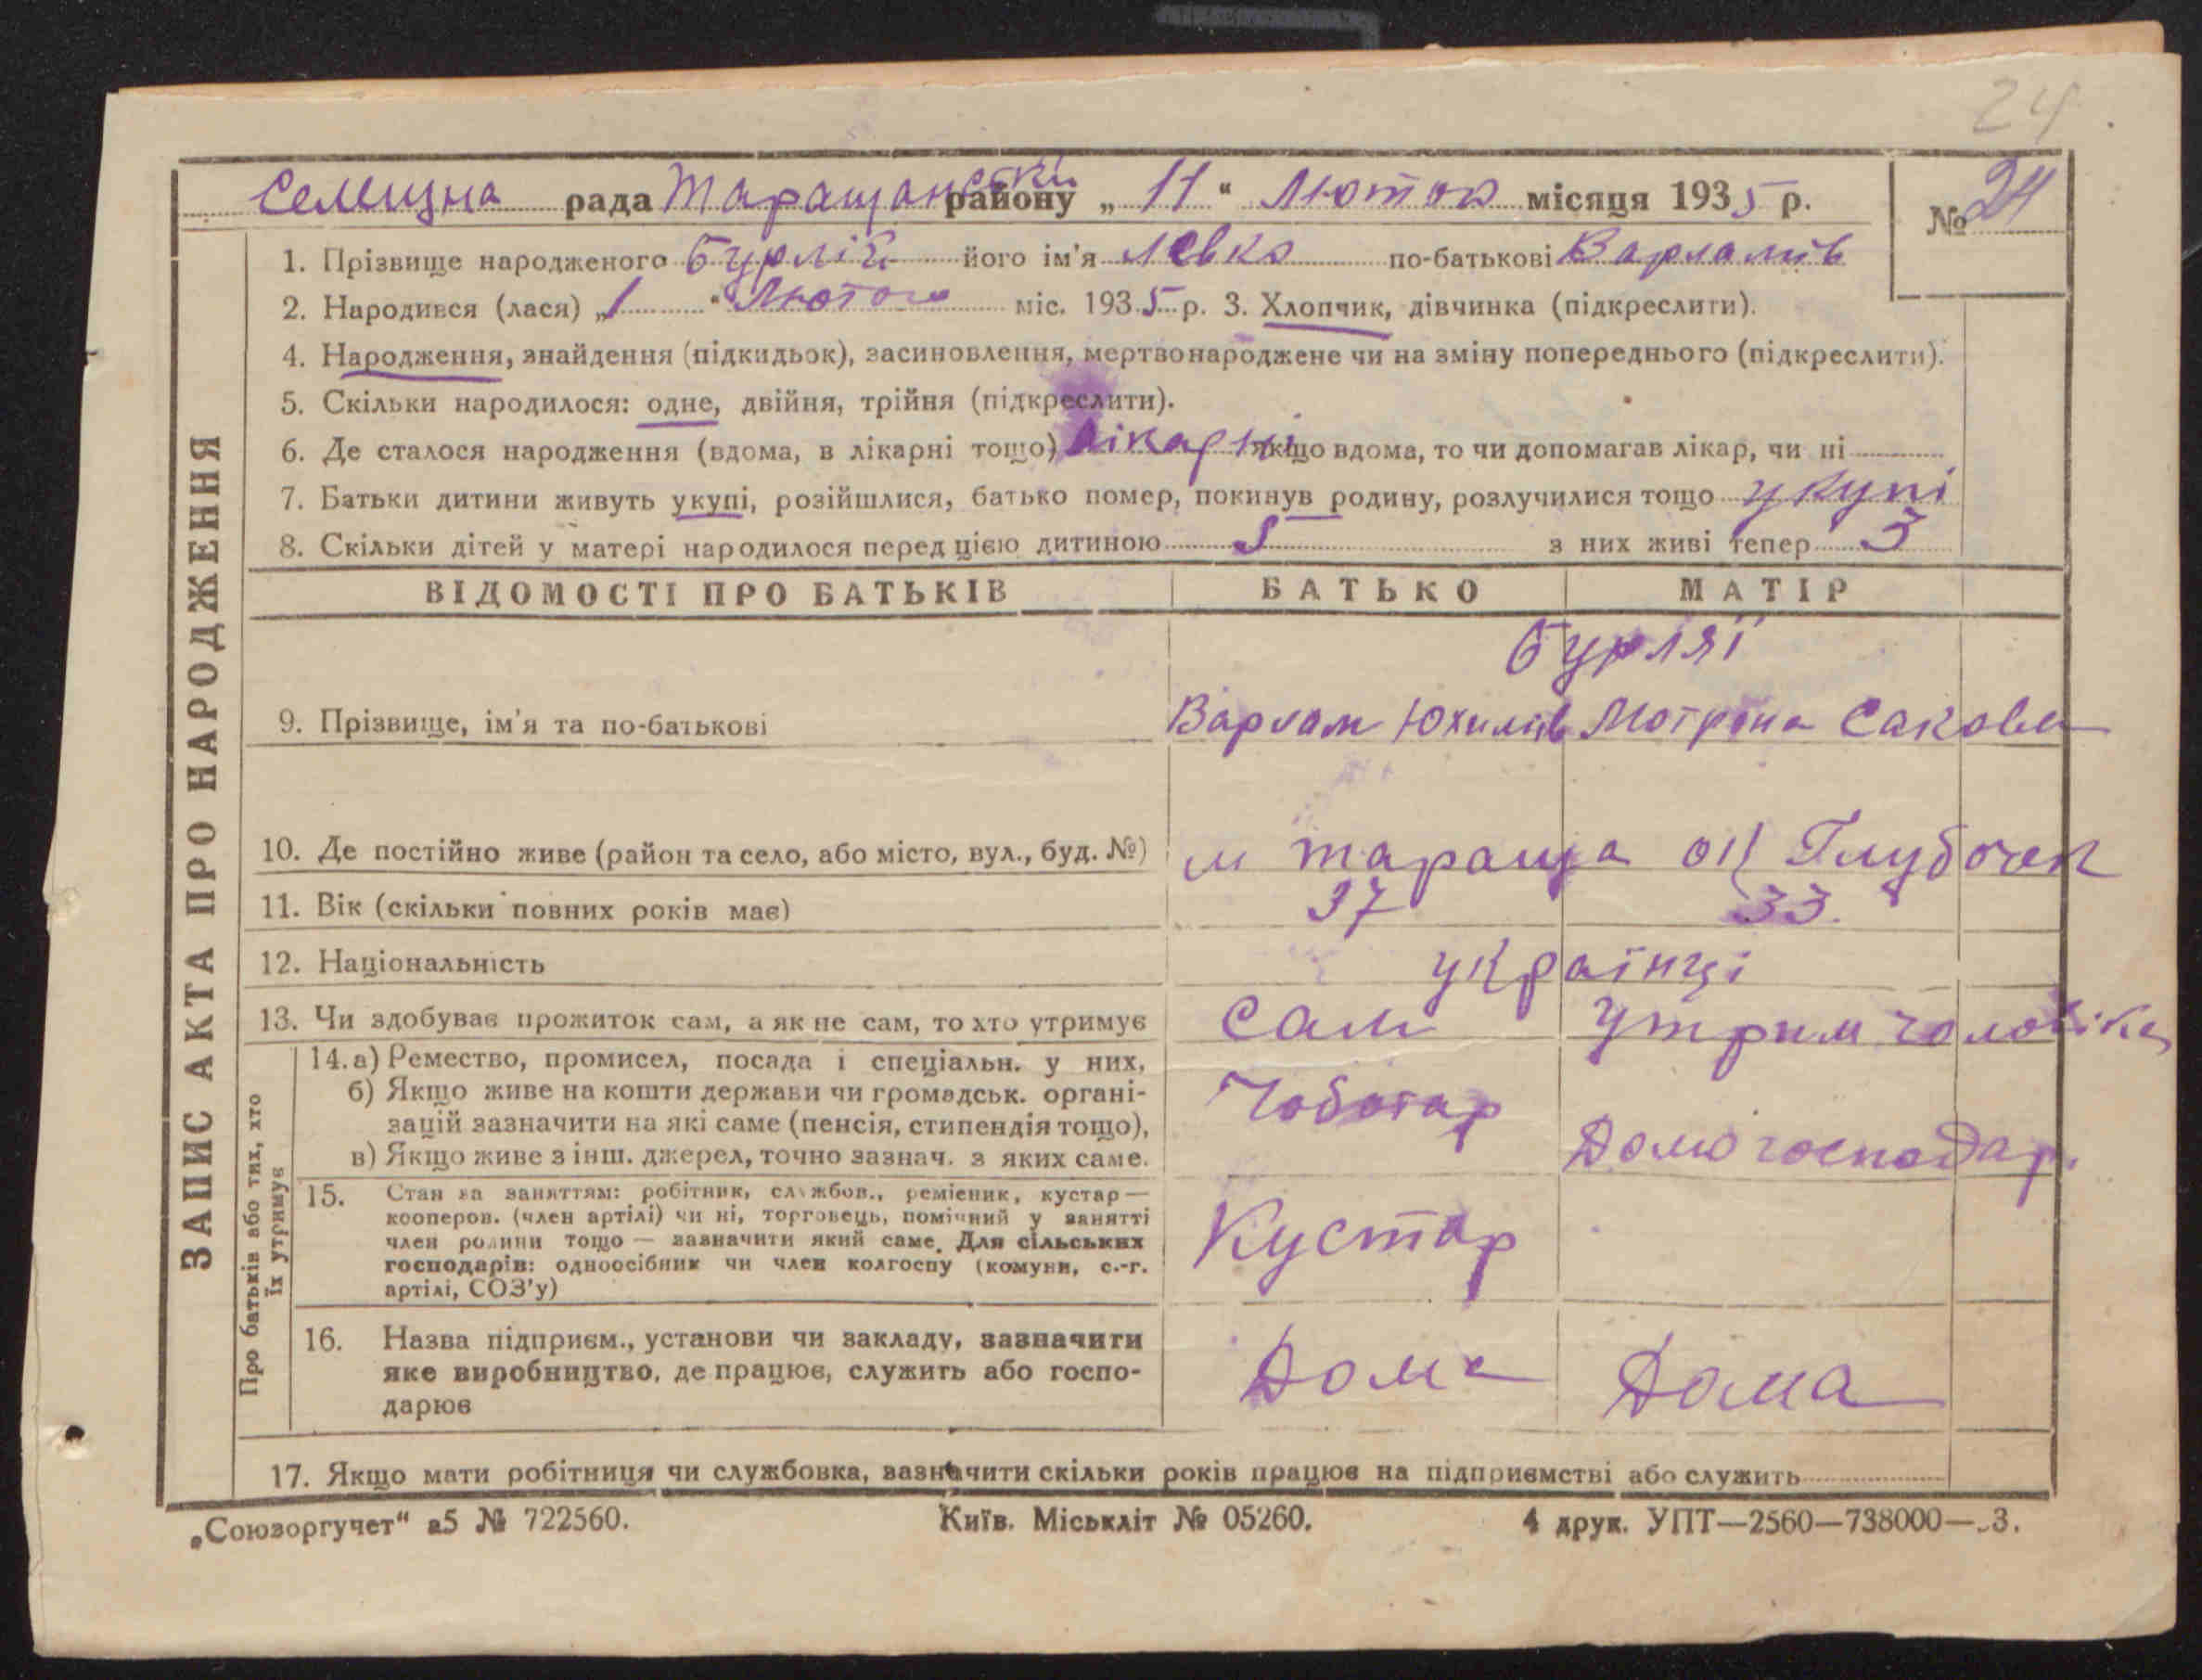 24
Селищна рада Таращанськ району „ 11 “ Лютого місяця 1935 р.
№ 24
ЗАПИС АКТА ПРО НАРОДЖЕННЯ
1. Прізвище народженого Бурлій його ім'я Левко по-батькові Варламів
2. Народився (лася) „1“ Лютого міс. 1935 р. 3. Хлопчик, дівчинка (підкреслити).
4. Народження, знайдення (підкидьок), засиновлення, мертвонароджене чи на зміну попереднього (підкреслити).
5. Скільки народилося: одне, двійня, трійня (підкреслити).
6. Де сталося народження (вдома, в лікарні тощо) лікарні якщо вдома, то чи допомагав лікар, чи ні
7. Батьки дитини живуть укупі, розійшлися, батько помер, покинув родину, розлучилися тощо укупі
8. Скільки дітей у матері народилося перед цією дитиною 5 з них живі тепер 3
ВІДОМОСТІ ПРО БАТЬКІВ БАТЬКО МАТІР
Бурляї
9. Прізвище, ім'я та по-батькові Варлам Юхимів Мотрона Сакова
10. Де постійно живе (район та село, або місто, вул., буд. №) м Тараща ок Глубочек
11. Вік (скільки повних років має) 37 33.
12. Національність українці
13. Чи здобуває прожиток сам, а як не сам, то хто утримує Сам Утрим чоловіка
Про батьків або тих, хто їх утримує
14. а) Ремество, промисел, посада і спеціальн. у них,
б) Якщо живе на кошти держави чи громадськ. органі-
зацій зазначити на які саме (пенсія, стипендія тощо),
в) Якщо живе з інш. джерел, точно зазнач. з яких саме.
Чоботар Домогосподар.
15. Стан за заняттям: робітник, службов., реміеник, кустар —
кооперов. (член артілі) чи ні, торговець, помічний у занятті
член родини тощо — зазначити який саме. Для сільських
господарів: одноосібник чи член колгоспу (комуни, с.-г.
артілі, СОЗ'у)
Кустар
16. Назва підприєм., установи чи закладу, зазначити
яке виробництво, де працює, служить або госпо-
дарює
Дома Дома
17. Якщо мати робітниця чи службовка, зазначити скільки років працює на підприємстві або служить
„Союзоргучет“ а5 № 722560. Київ. Міськліт № 05260. 4 друк. УПТ—2560—738000—